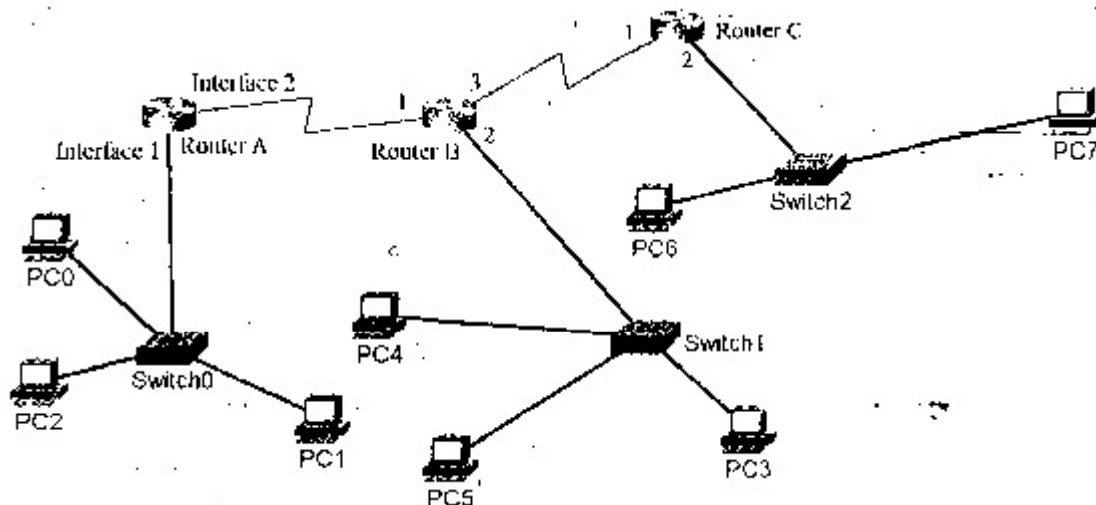 1 Router C
2
Interface 2
1
3
2
Interface 1
Router A
Router B
PC7
Switch2
PC6
PC0
PC4
Switch1
Switch0
PC2
PC1
PC3
PC5